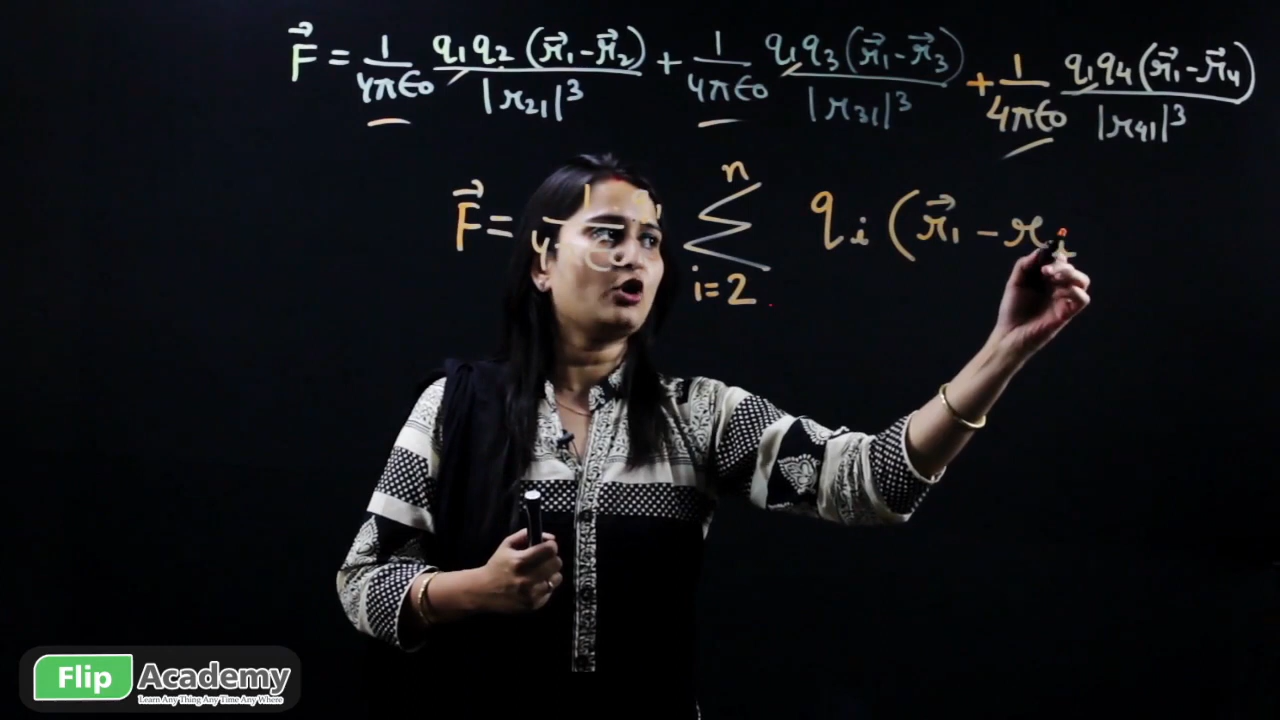 F⃗ = 1/4πϵ0 q1q2 (r⃗1-r⃗2)/|r21|³ + 1/4πϵ0 q1q3 (r⃗1-r⃗3)/|r31|³ + 1/4πϵ0 q1q4 (r⃗1-r⃗4)/|r41|³
n
F⃗ = Σ qi (r⃗1 - ri
i=2
Flip Academy
Learn Any Thing Any Time Any Where